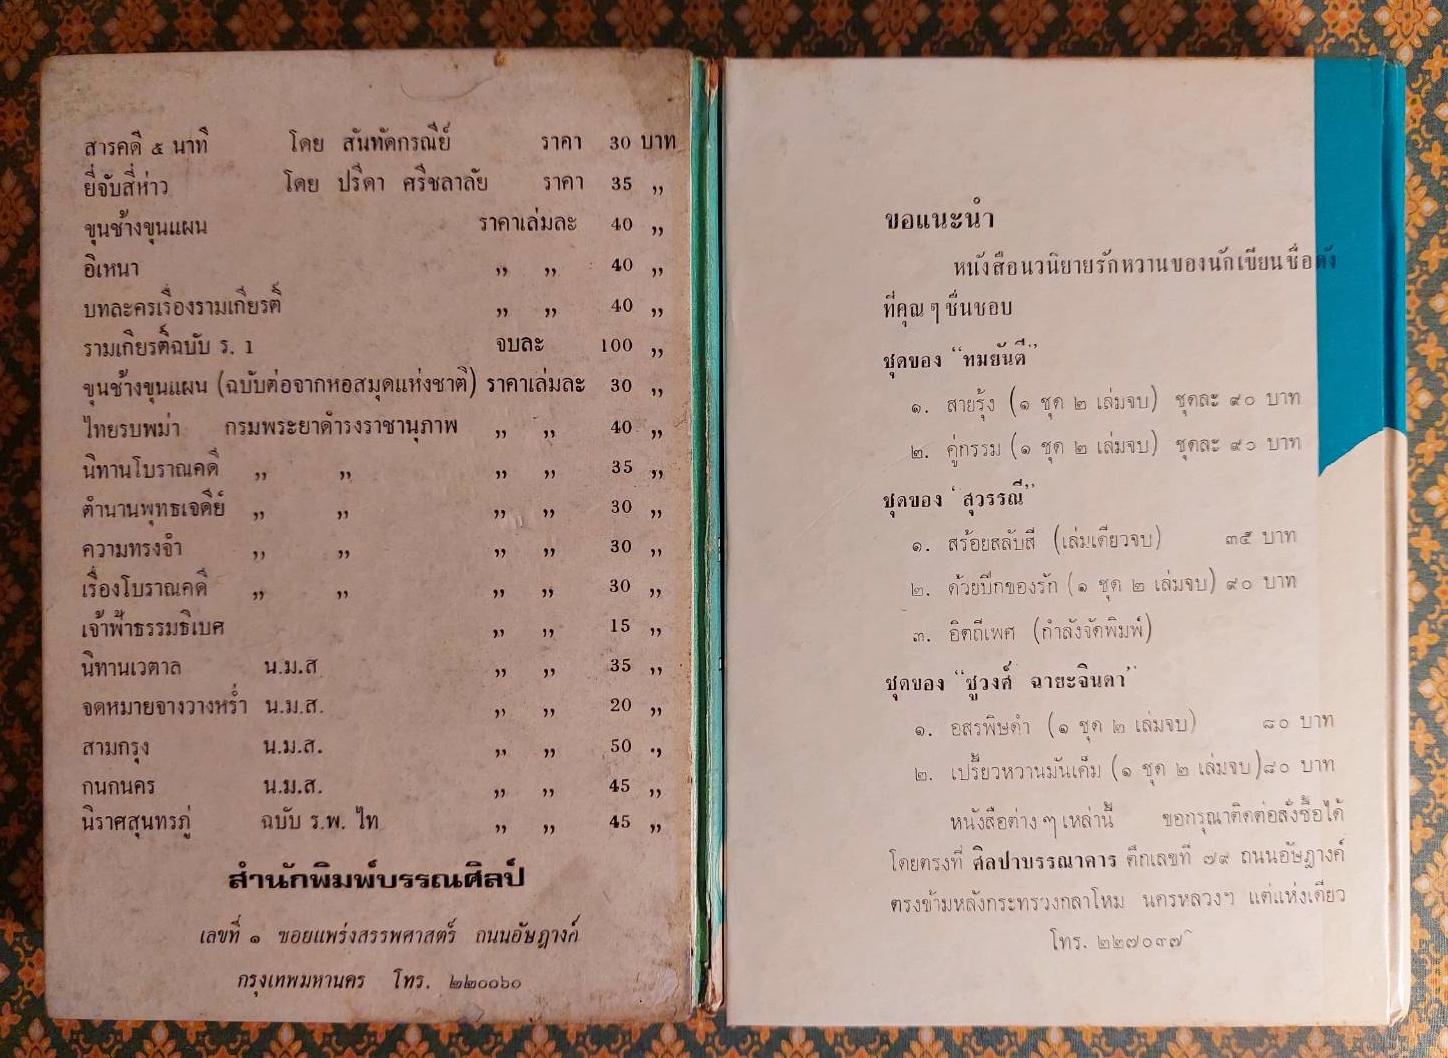 สารคดี ๕ นาที โดย สันทัดกรณีย์ ราคา 30 บาท
ยี่จับสี่ห่าว โดย ปรีดา ศรีชลาลัย ราคา 35 ,,
ขุนช้างขุนแผน ราคาเล่มละ 40 ,,
อิเหนา ,, ,, 40 ,,
บทละครเรื่องรามเกียรติ์ ,, ,, 40 ,,
รามเกียรติ์ฉบับ ร. 1 จบละ 100 ,,
ขุนช้างขุนแผน (ฉบับต่อจากหอสมุดแห่งชาติ) ราคาเล่มละ 30 ,,
ไทยรบพม่า กรมพระยาดำรงราชานุภาพ ,, ,, 40 ,,
นิทานโบราณคดี ,, ,, ,, ,, 35 ,,
ตำนานพุทธเจดีย์ ,, ,, ,, ,, 30 ,,
ความทรงจำ ,, ,, ,, ,, 30 ,,
เรื่องโบราณคดี ,, ,, ,, ,, 30 ,,
เจ้าฟ้าธรรมธิเบศ ,, ,, 15 ,,
นิทานเวตาล น.ม.ส ,, ,, 35 ,,
จดหมายจางวางหร่ำ น.ม.ส. ,, ,, 20 ,,
สามกรุง น.ม.ส. ,, ,, 50 ,,
กนกนคร น.ม.ส. ,, ,, 45 ,,
นิราศสุนทรภู่ ฉบับ ร.พ. ไท ,, ,, 45 ,,
สำนักพิมพ์บรรณศิลป์
เลขที่ ๑ ซอยแพร่งสรรพศาสตร์ ถนนอัษฎางค์
กรุงเทพมหานคร โทร. ๒๒๐๐๖๐
ขอแนะนำ
หนังสือนวนิยายรักหวานของนักเขียนชื่อดัง
ที่คุณๆ ชื่นชอบ
ชุดของ "ทมยันตี"
๑. สายรุ้ง (๑ ชุด ๒ เล่มจบ) ชุดละ ๙๐ บาท
๒. คู่กรรม (๑ ชุด ๒ เล่มจบ) ชุดละ ๙๐ บาท
ชุดของ "สุวรรณี"
๑. สร้อยสลับสี (เล่มเดียวจบ) ๓๕ บาท
๒. ด้วยปีกของรัก (๑ ชุด ๒ เล่มจบ) ๙๐ บาท
๓. อิตถีเพศ (กำลังจัดพิมพ์)
ชุดของ "ชูวงศ์ ฉายะจินดา"
๑. อสรพิษดำ (๑ ชุด ๒ เล่มจบ) ๘๐ บาท
๒. เปรี้ยวหวานมันเค็ม (๑ ชุด ๒ เล่มจบ) ๘๐ บาท
หนังสือต่าง ๆ เหล่านี้ ขอกรุณาติดต่อสั่งซื้อได้
โดยตรงที่ ศิลปาบรรณาคาร ตึกเลขที่ ๗๙ ถนนอัษฎางค์
ตรงข้ามหลังกระทรวงกลาโหม นครหลวงฯ แต่แห่งเดียว
โทร. ๒๒๗๐๙๗